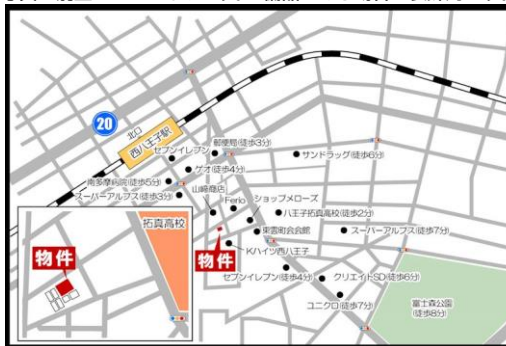 20
北口
西八王子駅
郵便局(徒歩3分)
セブンイレブン
サンドラッグ(徒歩6分)
ゲオ(徒歩4分)
南多摩病院(徒歩5分)
スーパーアルプス(徒歩3分)
山崎商店
Ferio
ショップメローズ
八王子拓真高校(徒歩2分)
東雲町会会館
スーパーアルプス(徒歩7分)
Kハイツ西八王子
物件
セブンイレブン(徒歩4分)
クリエイトSD(徒歩6分)
ユニクロ(徒歩7分)
富士森公園
(徒歩8分)
拓真高校
物件